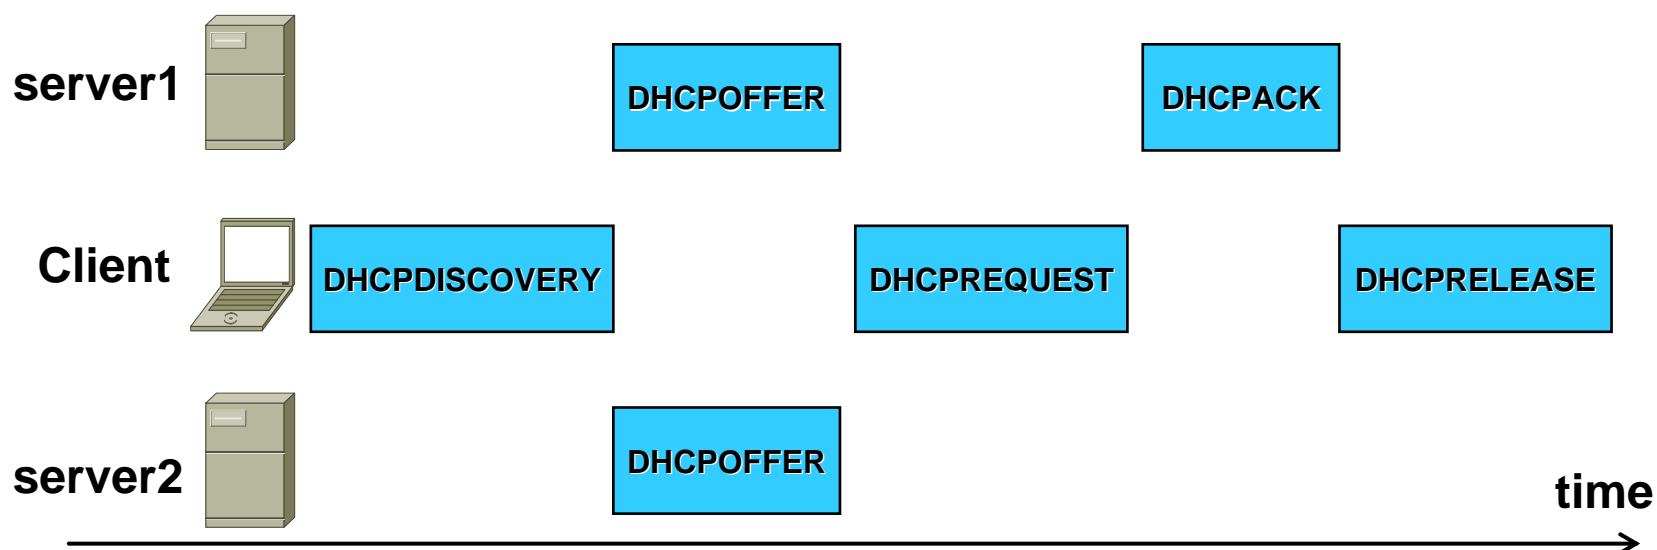 server1
DHCPOFFER
DHCPACK
Client
DHCPDISCOVERY
DHCPREQUEST
DHCPRELEASE
server2
DHCPOFFER
time